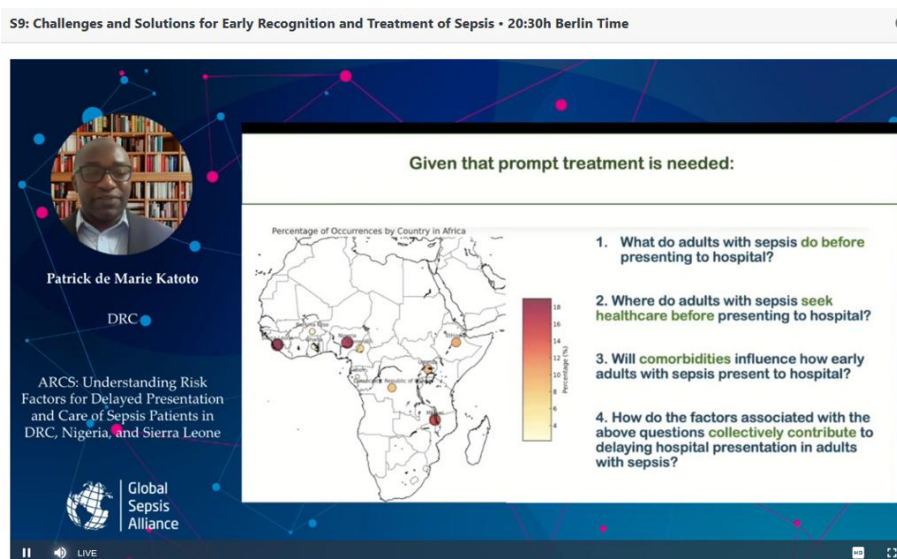 S9: Challenges and Solutions for Early Recognition and Treatment of Sepsis • 20:30h Berlin Time
Patrick de Marie Katoto
DRC
ARCS: Understanding Risk
Factors for Delayed Presentation
and Care of Sepsis Patients in
DRC, Nigeria, and Sierra Leone
Global
Sepsis
Alliance
Given that prompt treatment is needed:
Percentage of Occurrences by Country in Africa
18
16
14
12
10
8
6
4
Percentage (%)
1. What do adults with sepsis do before
presenting to hospital?
2. Where do adults with sepsis seek
healthcare before presenting to hospital?
3. Will comorbidities influence how early
adults with sepsis present to hospital?
4. How do the factors associated with the
above questions collectively contribute to
delaying hospital presentation in adults
with sepsis?
LIVE
HD